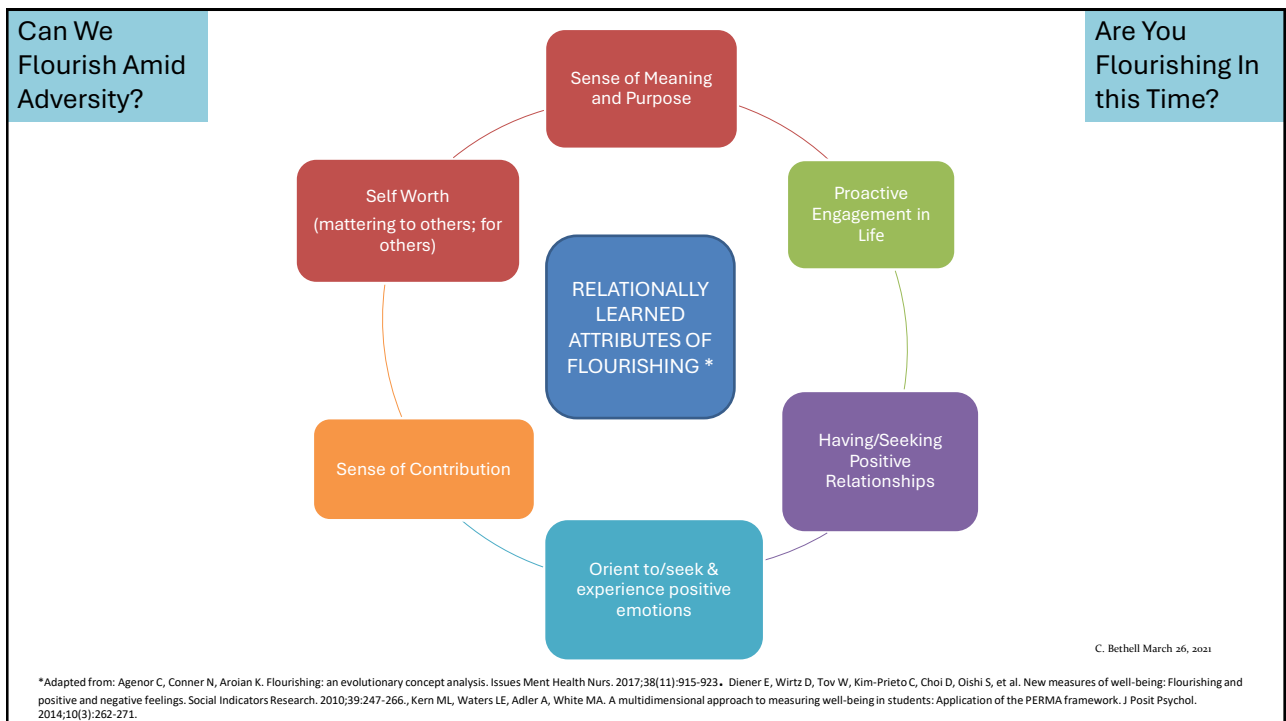 Can We
Flourish Amid
Adversity?
Are You
Flourishing In
this Time?
Sense of Meaning
and Purpose
Proactive
Engagement in
Life
Having/Seeking
Positive
Relationships
Orient to/seek &
experience positive
emotions
Sense of Contribution
Self Worth
(mattering to others; for
others)
RELATIONALLY
LEARNED
ATTRIBUTES OF
FLOURISHING *
C. Bethell March 26, 2021
*Adapted from: Agenor C, Conner N, Aroian K. Flourishing: an evolutionary concept analysis. Issues Ment Health Nurs. 2017;38(11):915-923. Diener E, Wirtz D, Tov W, Kim-Prieto C, Choi D, Oishi S, et al. New measures of well-being: Flourishing and
positive and negative feelings. Social Indicators Research. 2010;39:247-266., Kern ML, Waters LE, Adler A, White MA. A multidimensional approach to measuring well-being in students: Application of the PERMA framework. J Posit Psychol.
2014;10(3):262-271.